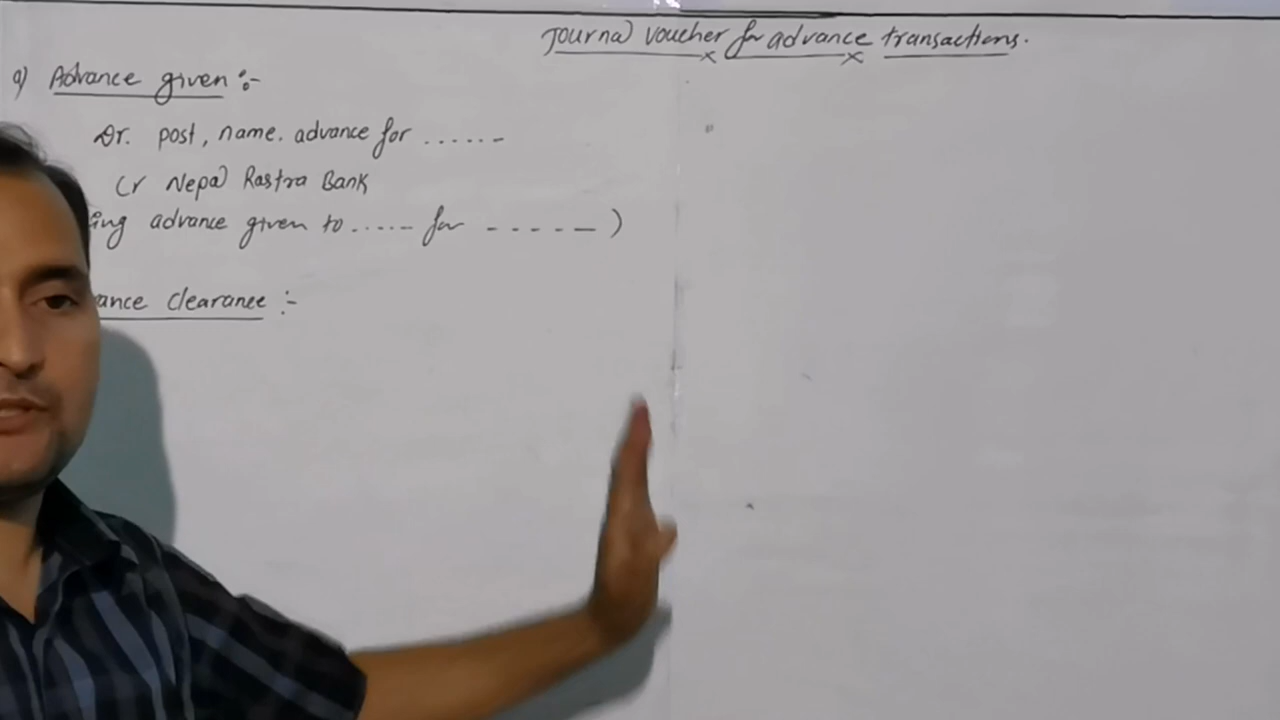 Journal voucher for advance transactions.
a) Advance given :-
Dr. post, name. advance for ......
Cr Nepal Rastra Bank
ing advance given to ...... for ----- )
ance clearance :-